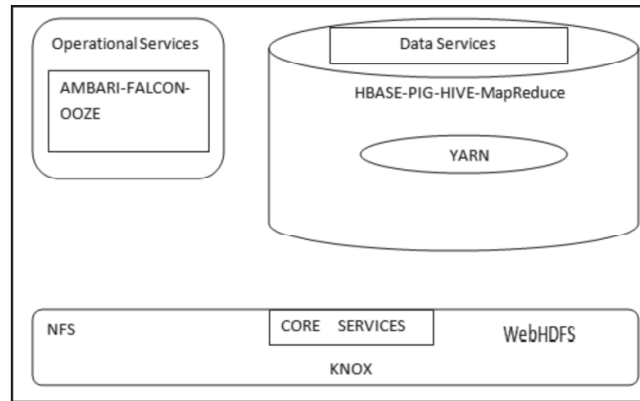 Operational Services
AMBARI-FALCON-
OOZE
Data Services
HBASE-PIG-HIVE-MapReduce
YARN
NFS
CORE SERVICES
WebHDFS
KNOX